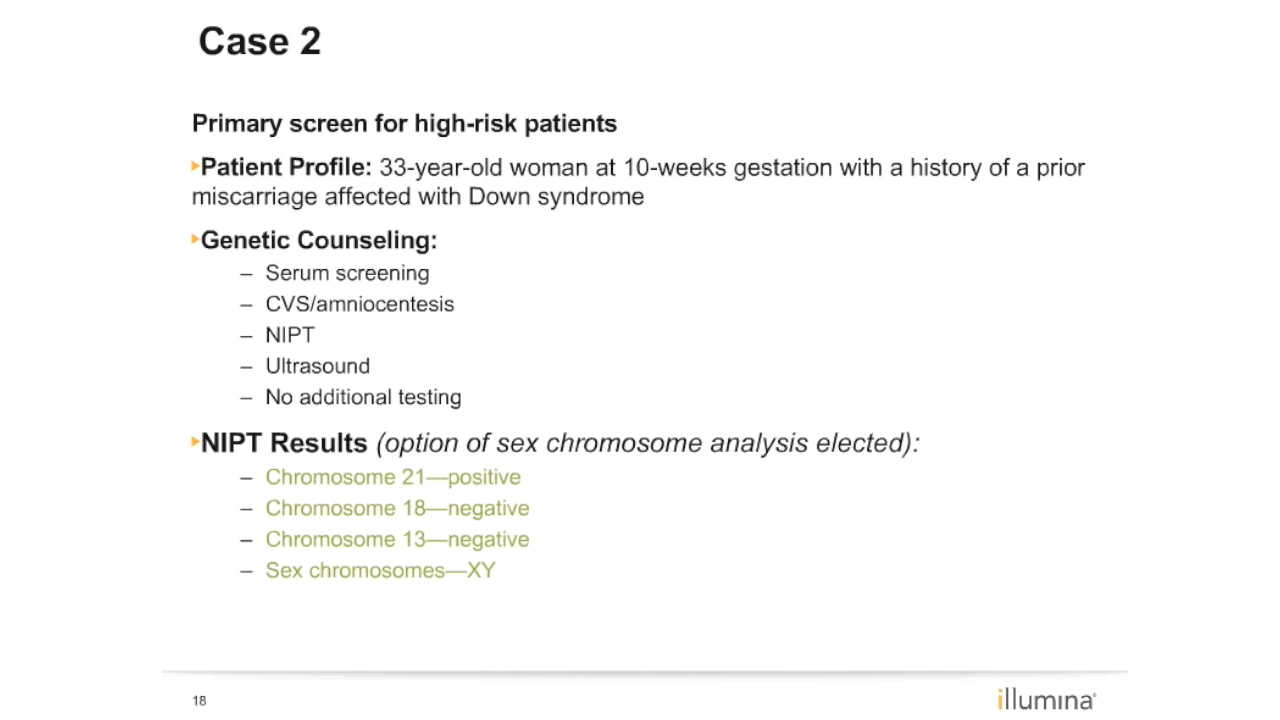 Case 2
Primary screen for high-risk patients
▸Patient Profile: 33-year-old woman at 10-weeks gestation with a history of a prior
miscarriage affected with Down syndrome
▸Genetic Counseling:
– Serum screening
– CVS/amniocentesis
– NIPT
– Ultrasound
– No additional testing
▸NIPT Results (option of sex chromosome analysis elected):
– Chromosome 21—positive
– Chromosome 18—negative
– Chromosome 13—negative
– Sex chromosomes—XY
18
illumina®